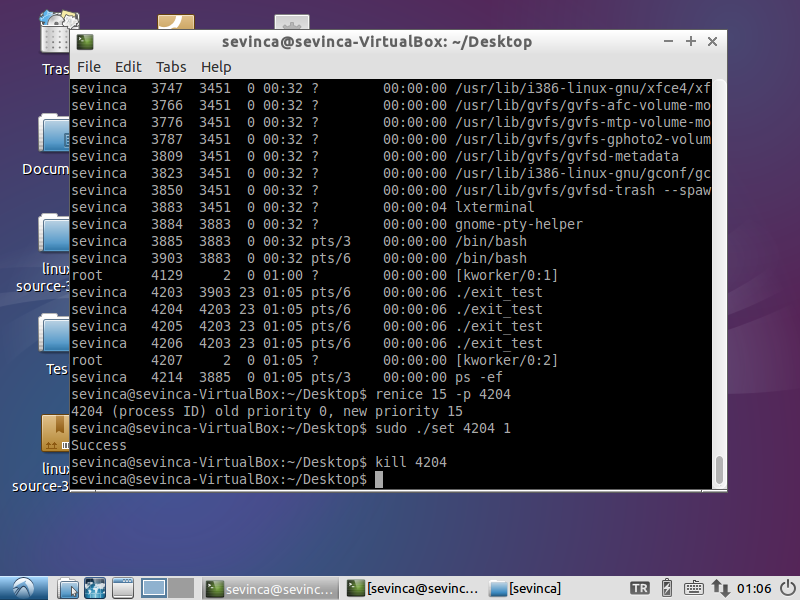 sevinca@sevinca-VirtualBox: ~/Desktop
File Edit Tabs Help
sevinca 3747 3451 0 00:32 ? 00:00:00 /usr/lib/i386-linux-gnu/xfce4/xf
sevinca 3766 3451 0 00:32 ? 00:00:00 /usr/lib/gvfs/gvfs-afc-volume-mo
sevinca 3776 3451 0 00:32 ? 00:00:00 /usr/lib/gvfs/gvfs-mtp-volume-mo
sevinca 3787 3451 0 00:32 ? 00:00:00 /usr/lib/gvfs/gvfs-gphoto2-volum
sevinca 3809 3451 0 00:32 ? 00:00:00 /usr/lib/gvfs/gvfsd-metadata
sevinca 3823 3451 0 00:32 ? 00:00:00 /usr/lib/i386-linux-gnu/gconf/gc
sevinca 3850 3451 0 00:32 ? 00:00:00 /usr/lib/gvfs/gvfsd-trash --spaw
sevinca 3883 3451 0 00:32 ? 00:00:04 lxterminal
sevinca 3884 3883 0 00:32 ? 00:00:00 gnome-pty-helper
sevinca 3885 3883 0 00:32 pts/3 00:00:00 /bin/bash
sevinca 3903 3883 0 00:32 pts/6 00:00:00 /bin/bash
root 4129 2 0 01:00 ? 00:00:00 [kworker/0:1]
sevinca 4203 3903 23 01:05 pts/6 00:00:06 ./exit_test
sevinca 4204 4203 23 01:05 pts/6 00:00:06 ./exit_test
sevinca 4205 4203 23 01:05 pts/6 00:00:06 ./exit_test
sevinca 4206 4203 23 01:05 pts/6 00:00:06 ./exit_test
root 4207 2 0 01:05 ? 00:00:00 [kworker/0:2]
sevinca 4214 3885 0 01:05 pts/3 00:00:00 ps -ef
sevinca@sevinca-VirtualBox:~/Desktop$ renice 15 -p 4204
4204 (process ID) old priority 0, new priority 15
sevinca@sevinca-VirtualBox:~/Desktop$ sudo ./set 4204 1
Success
sevinca@sevinca-VirtualBox:~/Desktop$ kill 4204
sevinca@sevinca-VirtualBox:~/Desktop$
Tras
Docum
linux
source-3
Tes
linu
source-3
sevinca@sevinc...
[sevinca@sevinc...
[sevinca]
TR
01:06